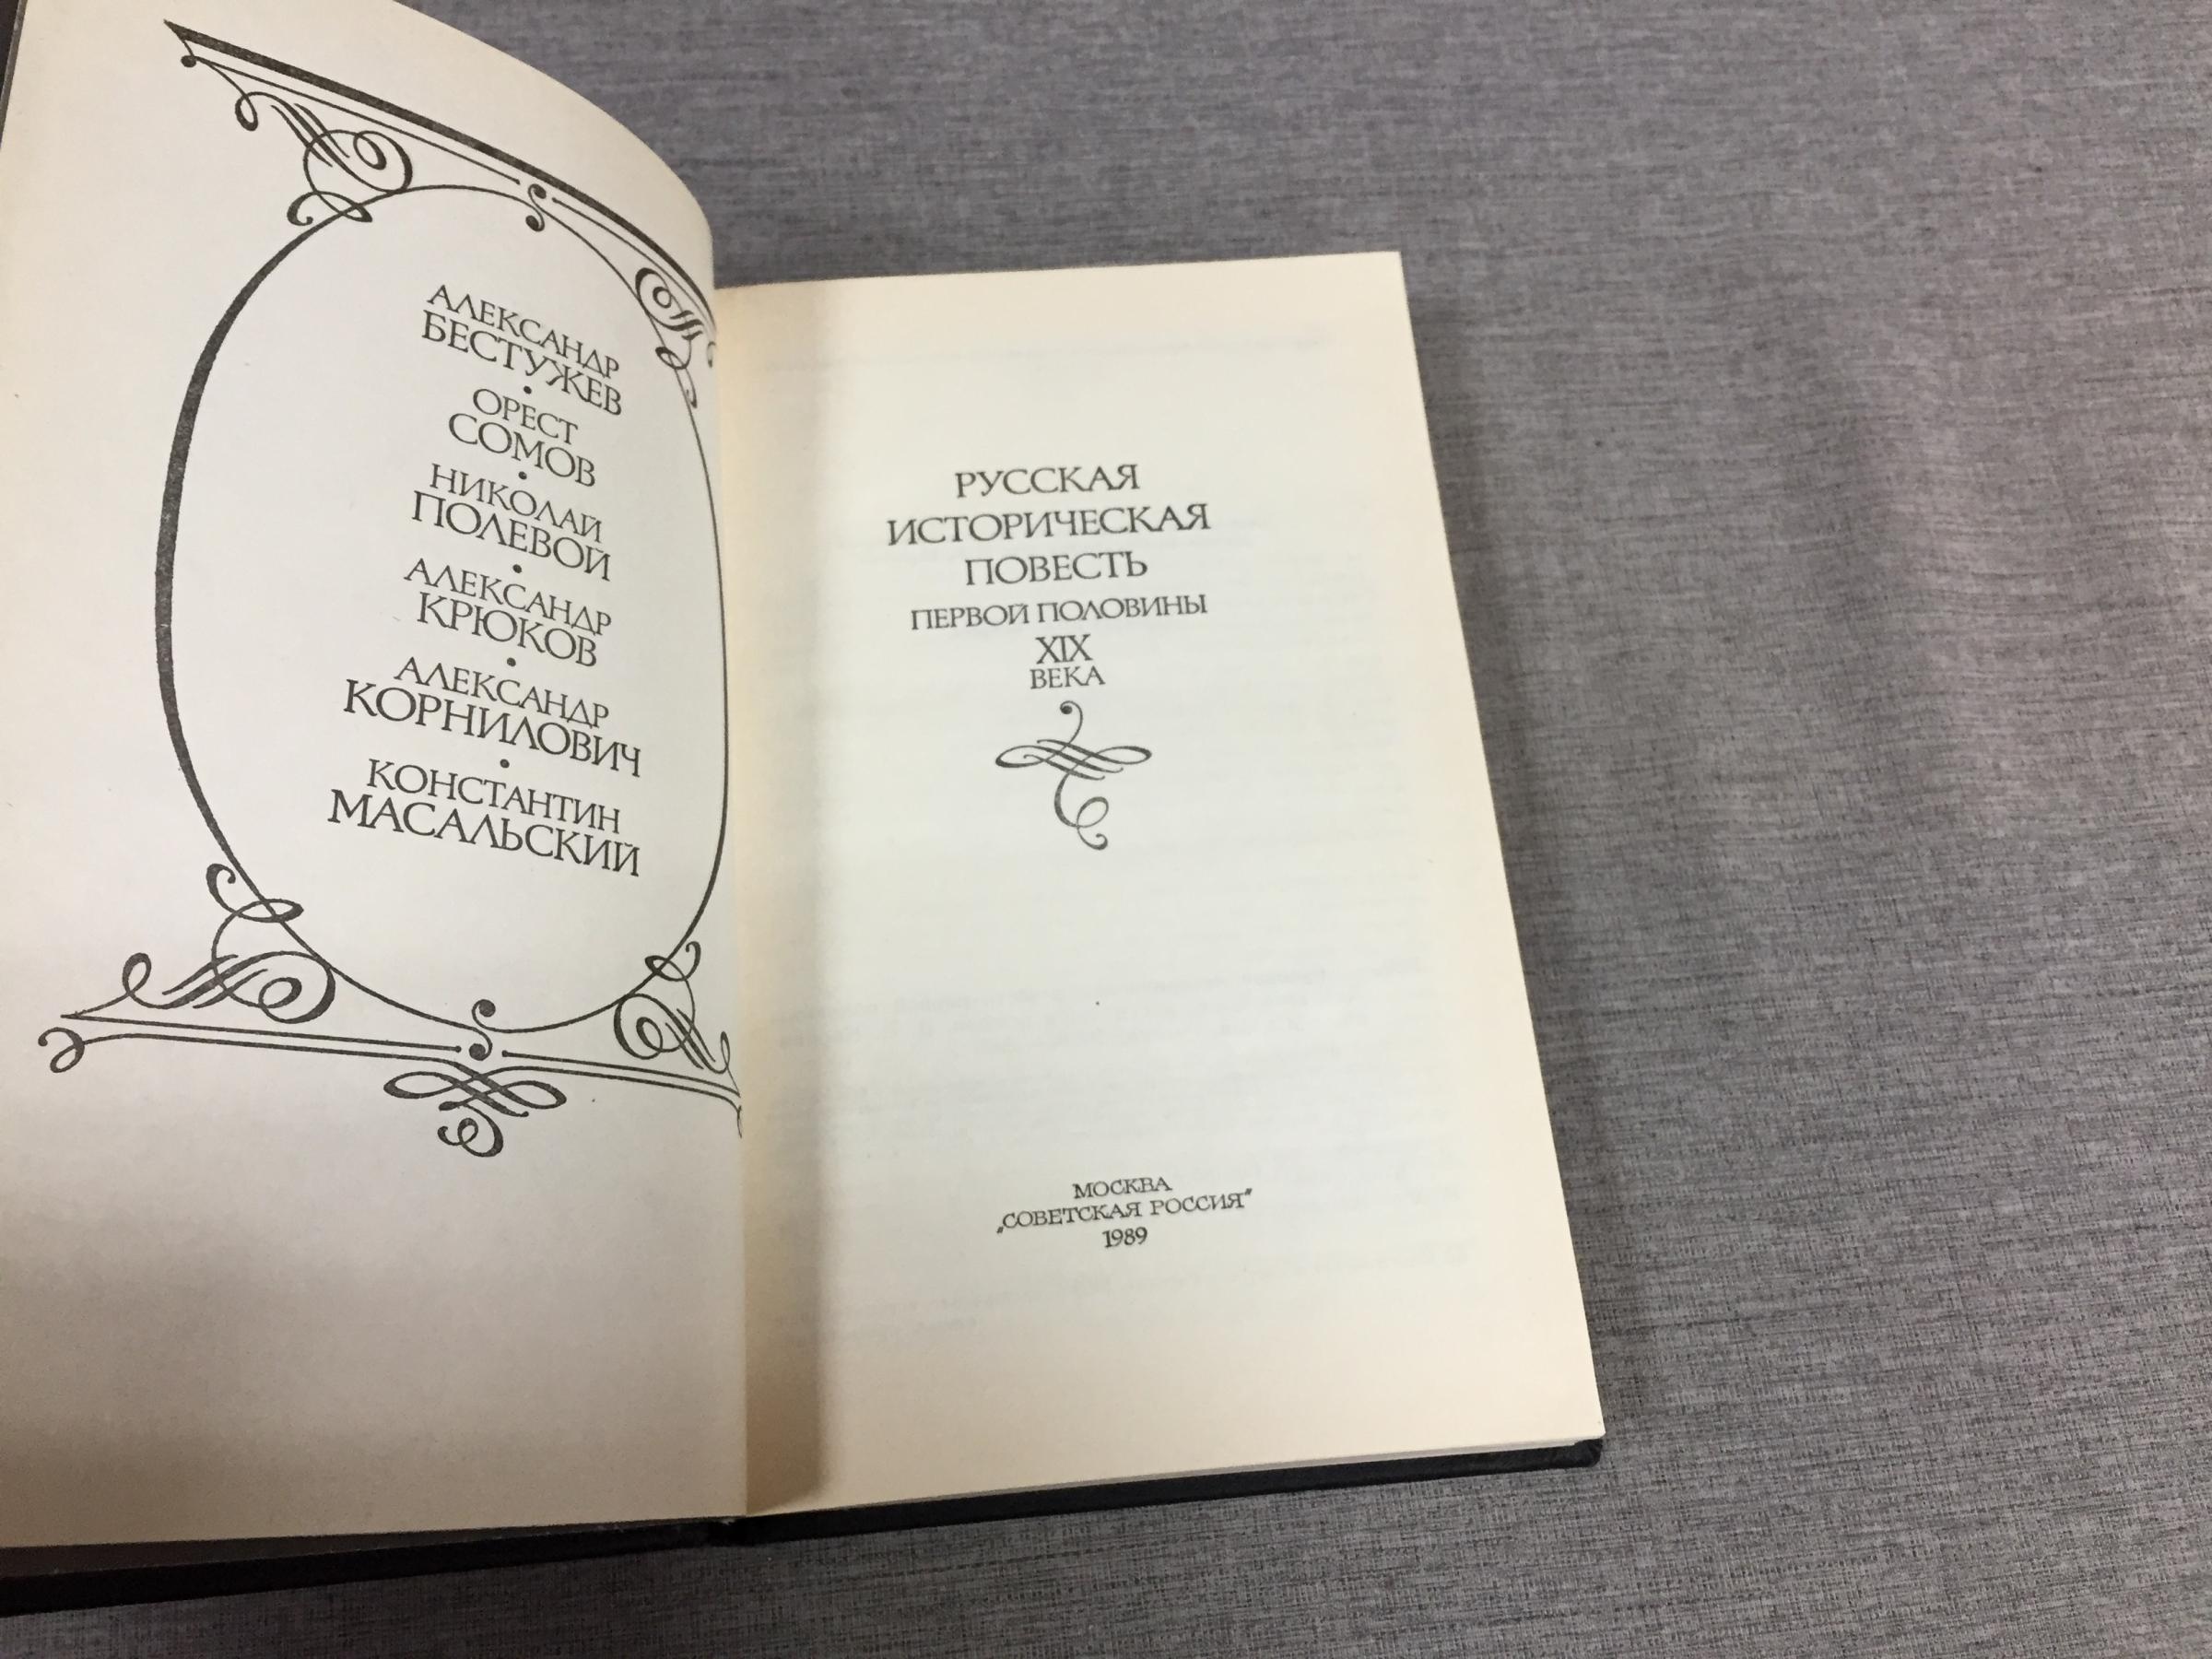 АЛЕКСАНДР
БЕСТУЖЕВ
•
ОРЕСТ
СОМОВ
•
НИКОЛАЙ
ПОЛЕВОЙ
•
АЛЕКСАНДР
КРЮКОВ
•
АЛЕКСАНДР
КОРНИЛОВИЧ
•
КОНСТАНТИН
МАСАЛЬСКИЙ
РУССКАЯ
ИСТОРИЧЕСКАЯ
ПОВЕСТЬ
ПЕРВОЙ ПОЛОВИНЫ
XIX
ВЕКА
МОСКВА
„СОВЕТСКАЯ РОССИЯ"
1989